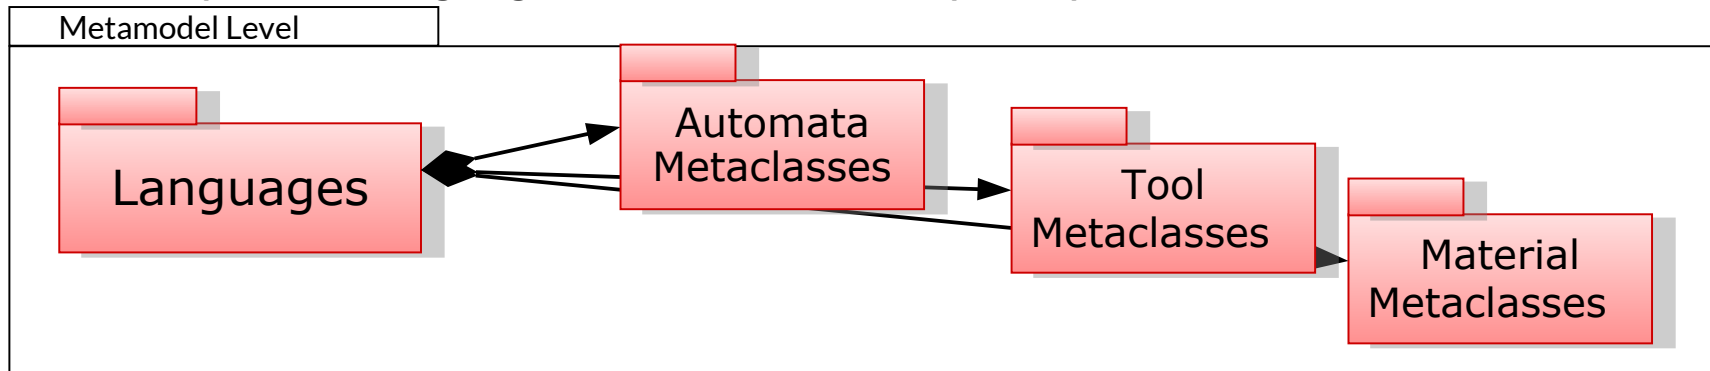 Metamodel Level
Automata
Metaclasses
Languages
Tool
Metaclasses
Material
Metaclasses